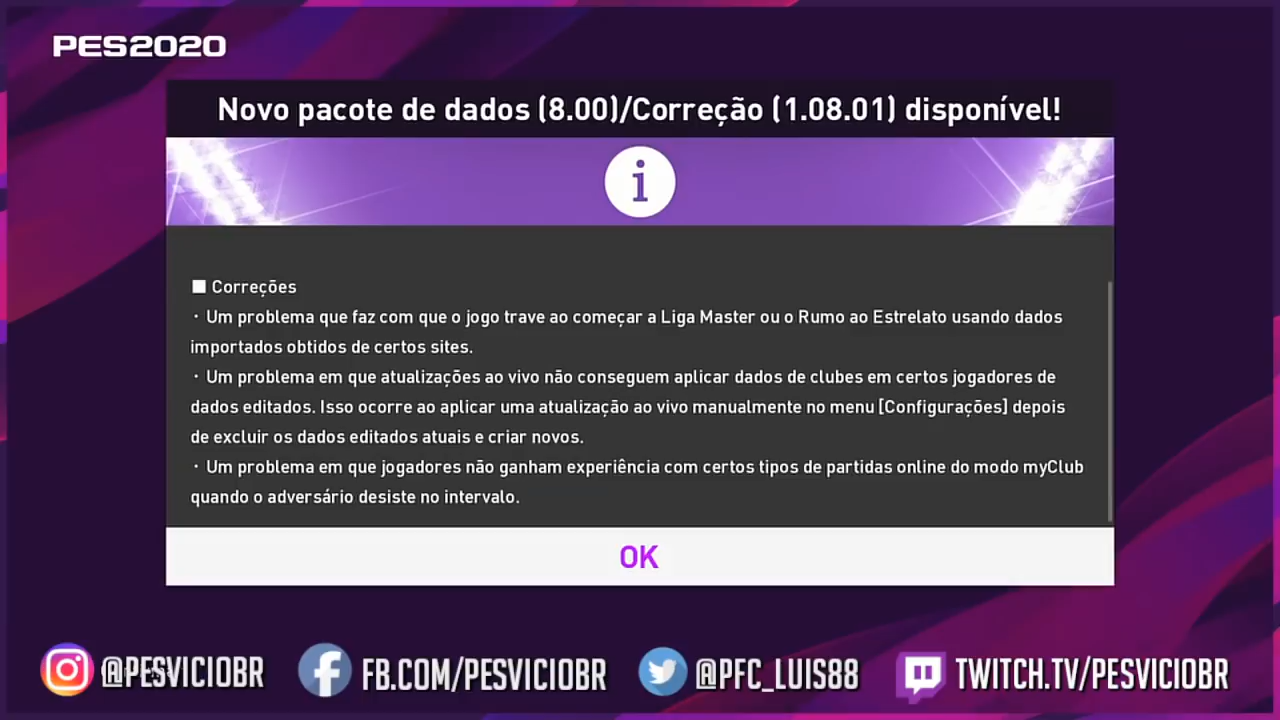 PES2020
Novo pacote de dados (8.00)/Correção (1.08.01) disponível!
i
■ Correções
・Um problema que faz com que o jogo trave ao começar a Liga Master ou o Rumo ao Estrelato usando dados
importados obtidos de certos sites.
・Um problema em que atualizações ao vivo não conseguem aplicar dados de clubes em certos jogadores de
dados editados. Isso ocorre ao aplicar uma atualização ao vivo manualmente no menu [Configurações] depois
de excluir os dados editados atuais e criar novos.
・Um problema em que jogadores não ganham experiência com certos tipos de partidas online do modo myClub
quando o adversário desiste no intervalo.
OK
@PESVICIOBR FB.COM/PESVICIOBR @PFC_LUIS88 TWITCH.TV/PESVICIOBR